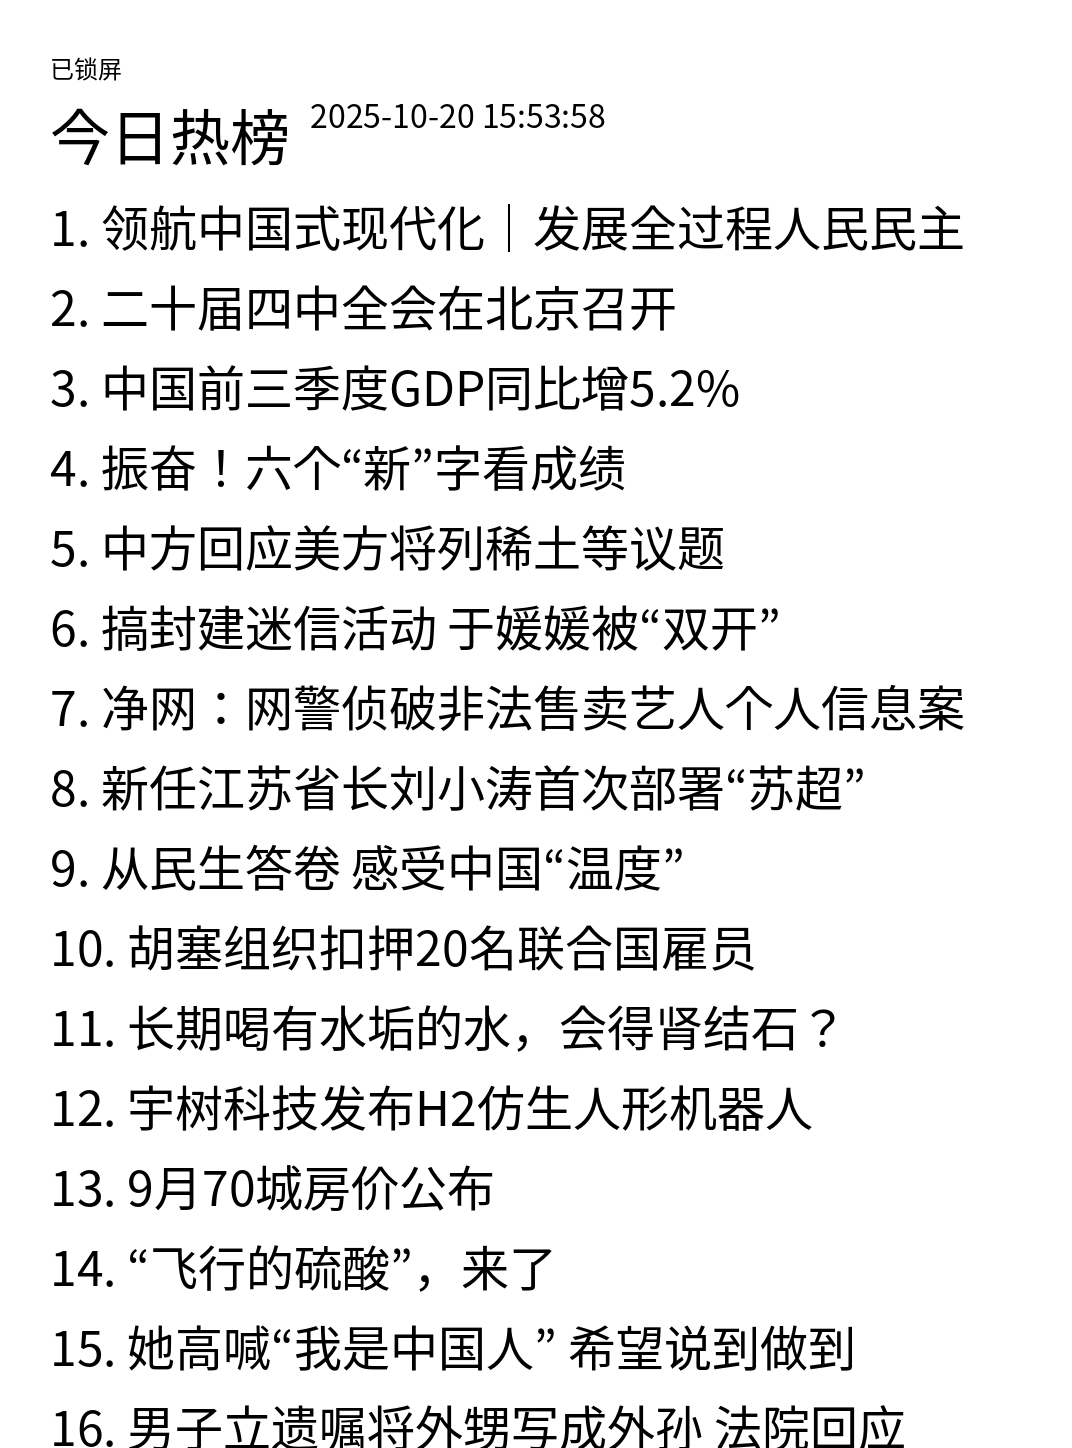 已锁屏
今日热榜 2025-10-20 15:53:58
1. 领航中国式现代化｜发展全过程人民民主
2. 二十届四中全会在北京召开
3. 中国前三季度GDP同比增5.2%
4. 振奋！六个“新”字看成绩
5. 中方回应美方将列稀土等议题
6. 搞封建迷信活动 于媛媛被“双开”
7. 净网：网警侦破非法售卖艺人个人信息案
8. 新任江苏省长刘小涛首次部署“苏超”
9. 从民生答卷 感受中国“温度”
10. 胡塞组织扣押20名联合国雇员
11. 长期喝有水垢的水，会得肾结石？
12. 宇树科技发布H2仿生人形机器人
13. 9月70城房价公布
14. “飞行的硫酸”，来了
15. 她高喊“我是中国人” 希望说到做到
16. 男子立遗嘱将外甥写成外孙 法院回应